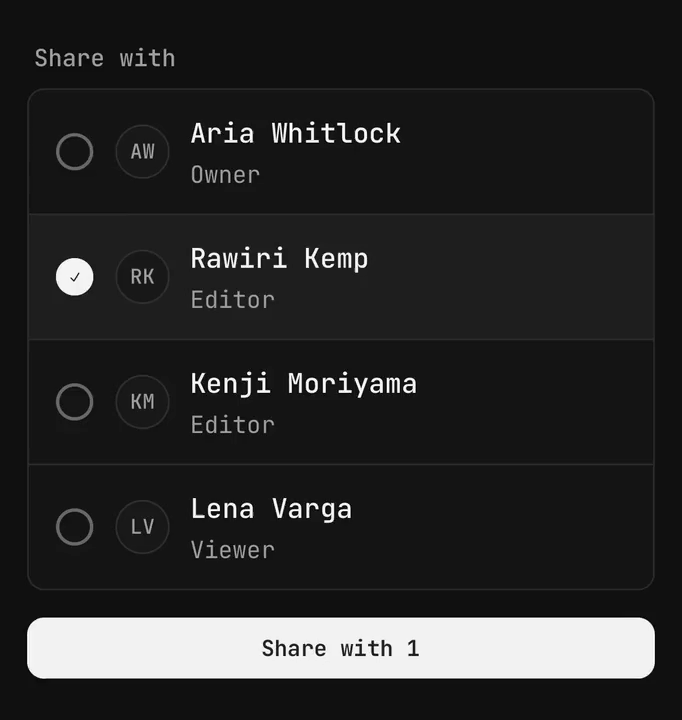 Share with
Aria Whitlock
AW
Owner
Rawiri Kemp
✓
RK
Editor
Kenji Moriyama
KM
Editor
Lena Varga
LV
Viewer
Share with 1